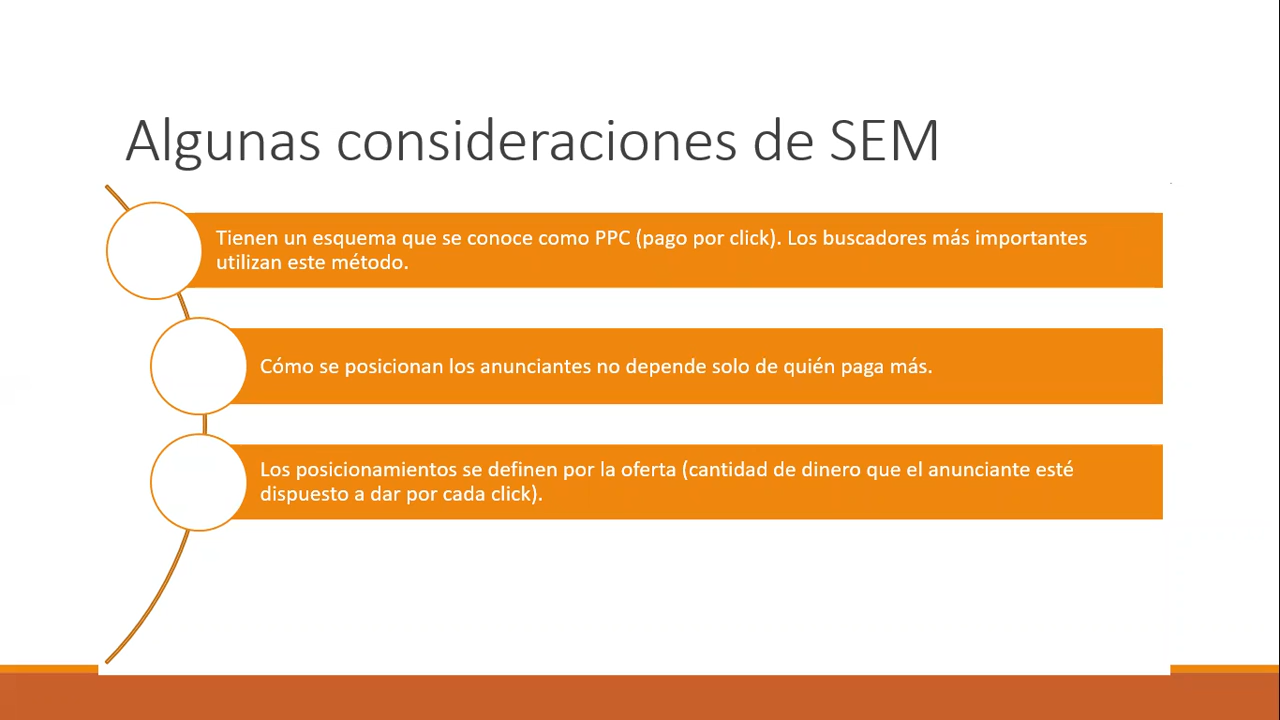 Algunas consideraciones de SEM
Tienen un esquema que se conoce como PPC (pago por click). Los buscadores más importantes
utilizan este método.
Cómo se posicionan los anunciantes no depende solo de quién paga más.
Los posicionamientos se definen por la oferta (cantidad de dinero que el anunciante esté
dispuesto a dar por cada click).